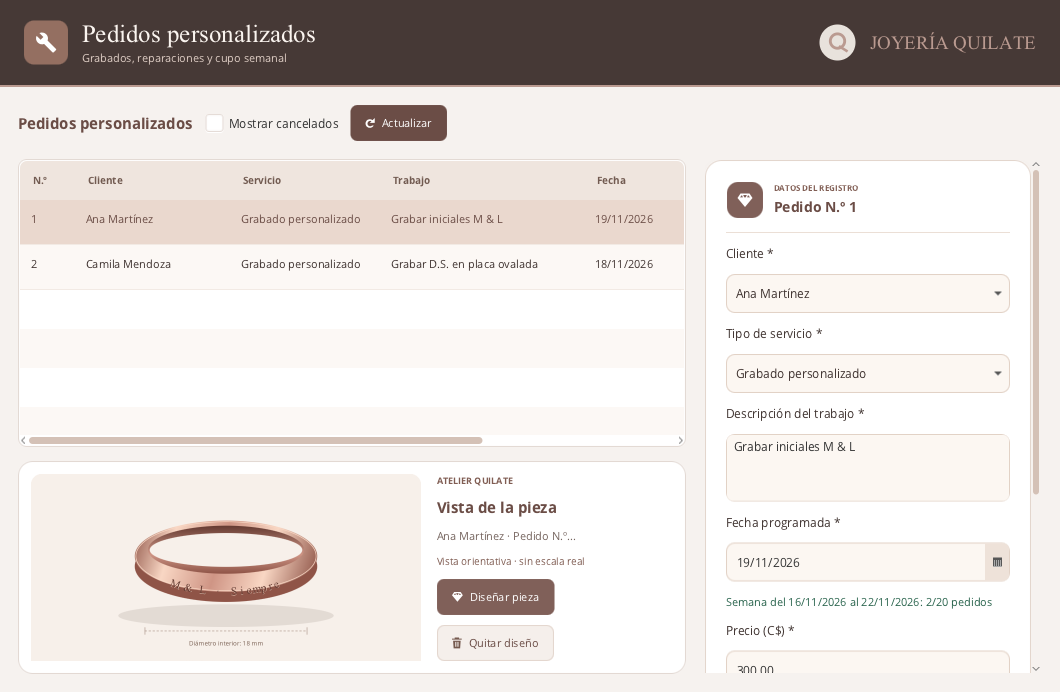 Pedidos personalizados
Grabados, reparaciones y cupo semanal
JOYERÍA QUILATE
Pedidos personalizados
Mostrar cancelados
Actualizar
N.º Cliente Servicio Trabajo Fecha
1 Ana Martínez Grabado personalizado Grabar iniciales M & L 19/11/2026
2 Camila Mendoza Grabado personalizado Grabar D.S. en placa ovalada 18/11/2026
M & L · Siempre
Diámetro interior: 18 mm
ATELIER QUILATE
Vista de la pieza
Ana Martínez · Pedido N.º...
Vista orientativa · sin escala real
Diseñar pieza
Quitar diseño
DATOS DEL REGISTRO
Pedido N.º 1
Cliente *
Ana Martínez
Tipo de servicio *
Grabado personalizado
Descripción del trabajo *
Grabar iniciales M & L
Fecha programada *
19/11/2026
Semana del 16/11/2026 al 22/11/2026: 2/20 pedidos
Precio (C$) *
300.00